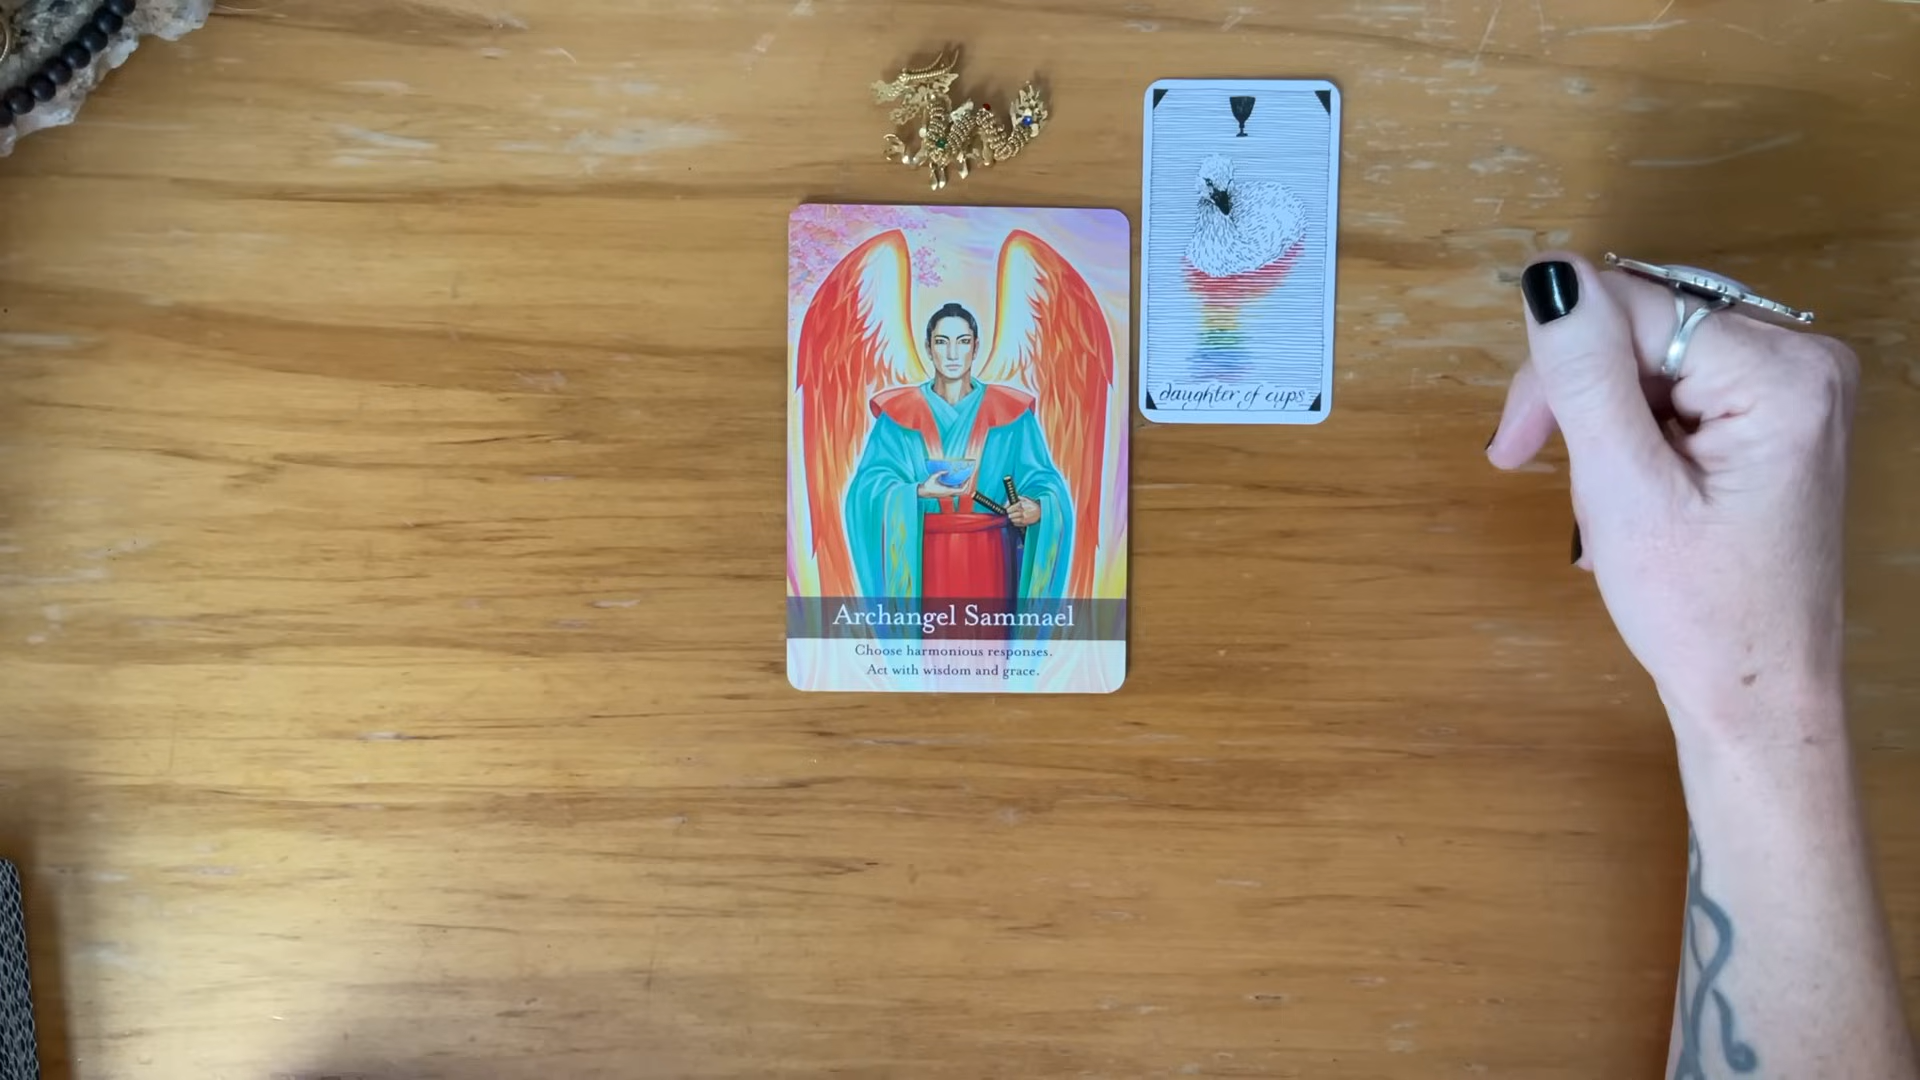 daughter of cups
Archangel Sammael
Choose harmonious responses.
Act with wisdom and grace.